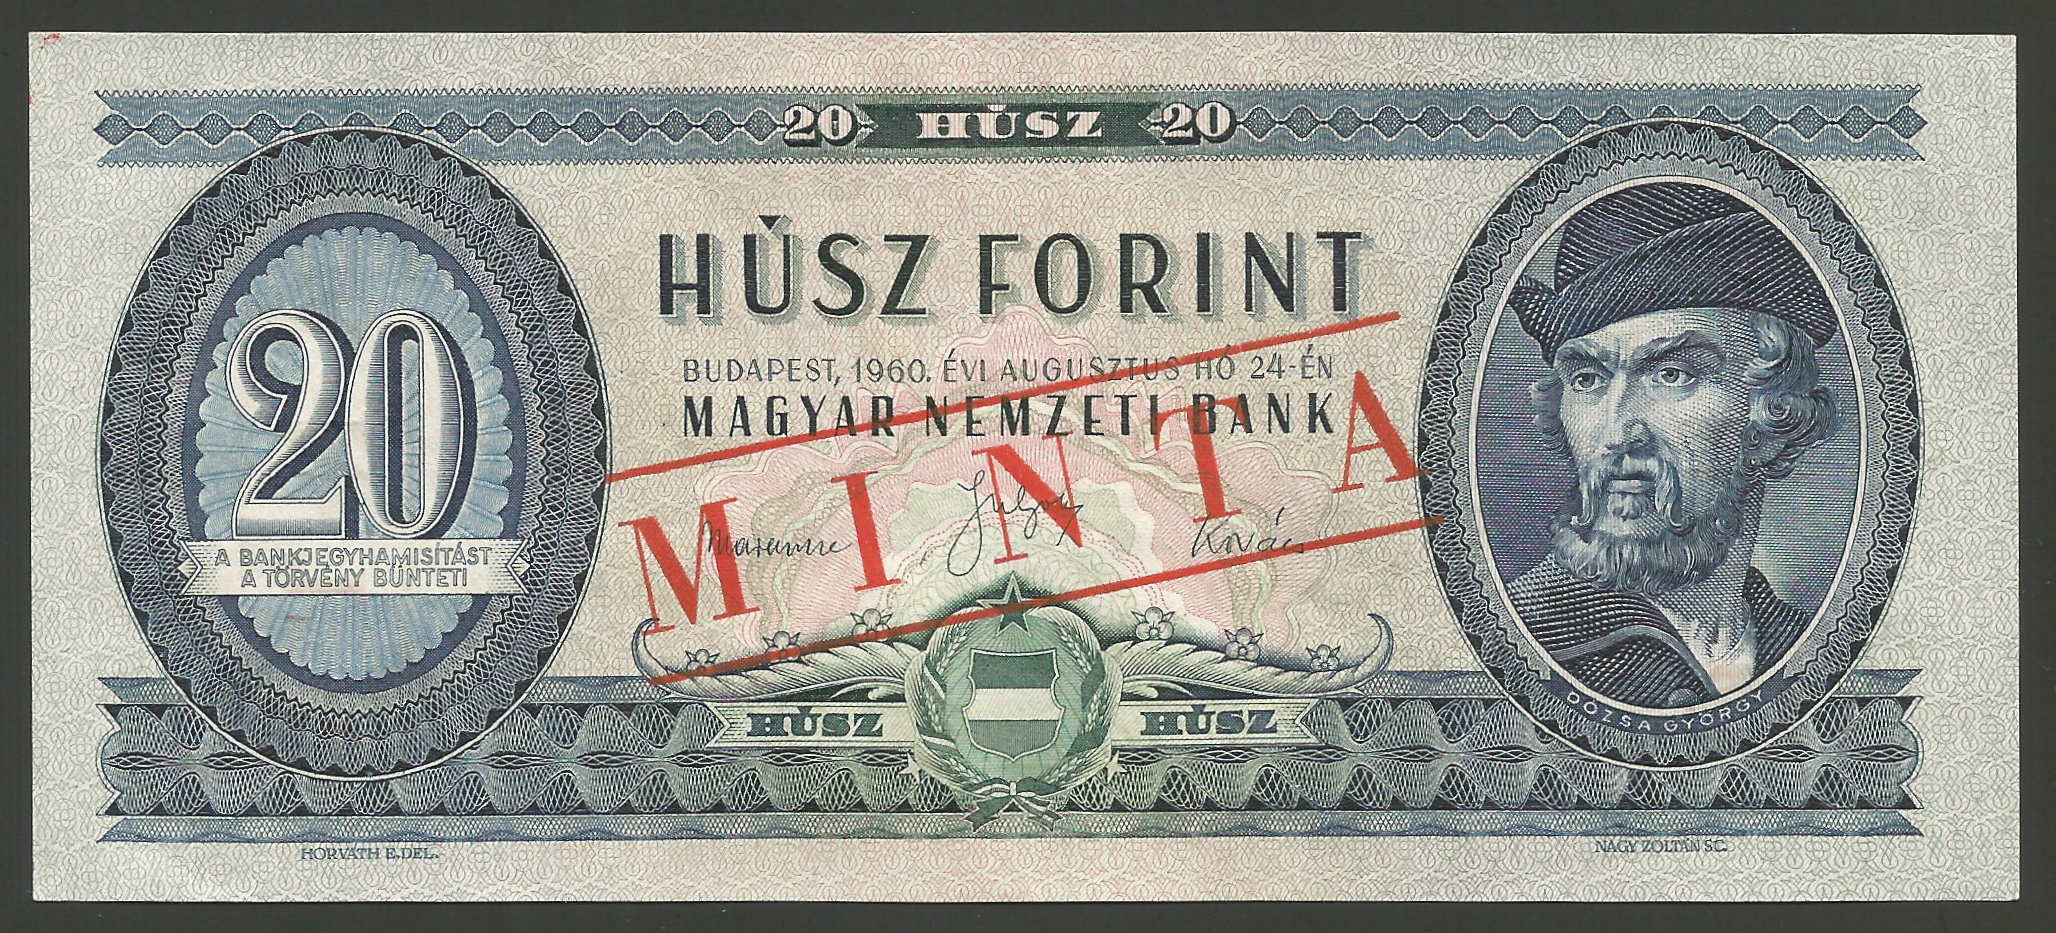 20 HÚSZ 20
HÚSZ FORINT
BUDAPEST, 1960. ÉVI AUGUSZTUS HÓ 24-ÉN
MAGYAR NEMZETI BANK
MINTA
Kovács
20
A BANKJEGYHAMISÍTÁST
A TÖRVÉNY BÜNTETI
DÓZSA GYÖRGY
HÚSZ HÚSZ
HORVÁTH E. DEL. NAGY ZOLTÁN SC.